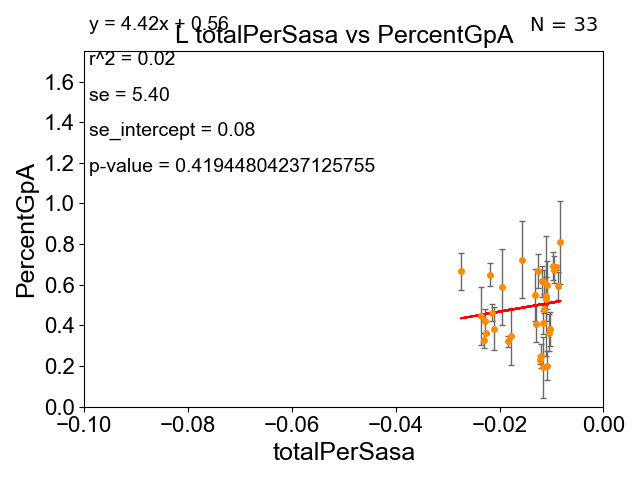 y = 4.42x + 0.56
N = 33
L totalPerSasa vs PercentGpA
r^2 = 0.02
se = 5.40
se_intercept = 0.08
p-value = 0.41944804237125755
PercentGpA
1.6
1.4
1.2
1.0
0.8
0.6
0.4
0.2
0.0
−0.10 −0.08 −0.06 −0.04 −0.02 0.00
totalPerSasa